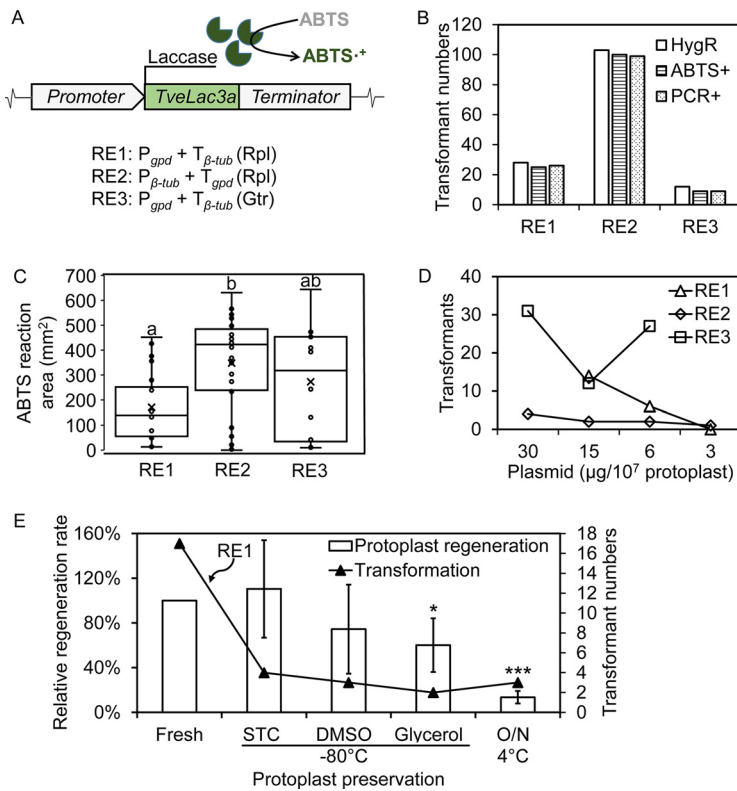 A
ABTS
ABTS·+
Laccase
Promoter
TveLac3a
Terminator
RE1: Pgpd + Tβ-tub (Rpl)
RE2: Pβ-tub + Tgpd (Rpl)
RE3: Pgpd + Tβ-tub (Gtr)
B
Transformant numbers
120
100
80
60
40
20
0
HygR
ABTS+
PCR+
RE1 RE2 RE3
C
ABTS reaction
area (mm²)
700
600
500
400
300
200
100
0
a b ab
RE1 RE2 RE3
D
Transformants
40
30
20
10
0
RE1
RE2
RE3
30 15 6 3
Plasmid (µg/10⁷ protoplast)
E
Relative regeneration rate
160%
120%
80%
40%
0%
RE1
Protoplast regeneration
Transformation
*
***
Transformant numbers
18
16
14
12
10
8
6
4
2
0
Fresh STC DMSO Glycerol O/N
-80°C 4°C
Protoplast preservation